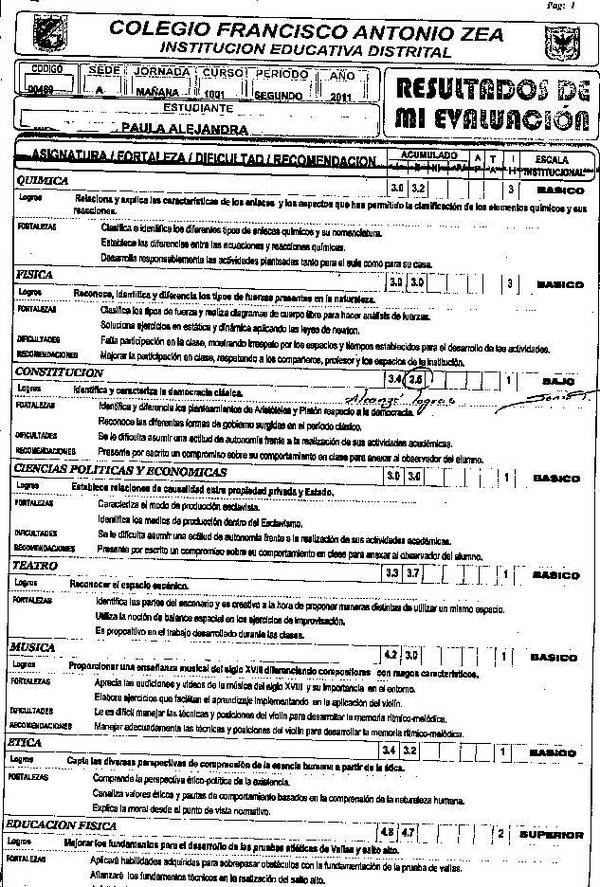 Pag: 1
COLEGIO FRANCISCO ANTONIO ZEA
INSTITUCION EDUCATIVA DISTRITAL
CODIGO SEDE JORNADA CURSO PERIODO AÑO
A MAÑANA 1001 SEGUNDO 2011
ESTUDIANTE
PAULA ALEJANDRA
RESULTADOS DE
MI EVALUACIÓN
ASIGNATURA / FORTALEZA / DIFICULTAD / RECOMENDACION ACUMULADO A T I ESCALA
INSTITUCIONAL
QUIMICA 3.0 3.2 3 BASICO
Logros Relaciona y explica las características de los enlaces y los aspectos que han permitido la clasificación de los elementos químicos y sus
reacciones.
FORTALEZAS Clasifica e identifica los diferentes tipos de enlaces químicos y su nomenclatura.
Establece las diferencias entre las ecuaciones y reacciones químicas.
Desarrolla responsablemente las actividades planteadas tanto para el aula como para su casa.
FISICA 3.0 3.0 3 BASICO
Logros Reconoce, identifica y diferencia los tipos de fuerzas presentes en la naturaleza.
FORTALEZAS Clasifica los tipos de fuerza y realiza diagramas de cuerpo libre para hacer análisis de fuerzas.
Soluciona ejercicios en estática y dinámica aplicando las leyes de newton.
DIFICULTADES Falta participación en la clase, mostrando irrespeto por los espacios y tiempos establecidos para el desarrollo de las actividades.
RECOMENDACIONES Mejorar la participación en clase, respetando a los compañeros, profesor y los espacios de la institución.
CONSTITUCION 3.4 2.5 1 BAJO
Logros Identifica y caracteriza la democracia clásica. Alcanzó logros
FORTALEZAS Identifica y diferencia los planteamientos de Aristóteles y Platón respecto a la democracia.
Reconoce las diferentes formas de gobierno surgidas en el periodo clásico.
DIFICULTADES Se le dificulta asumir una actitud de autonomía frente a la realización de sus actividades académicas.
RECOMENDACIONES Presente por escrito un compromiso sobre su comportamiento en clase para anexar al observador del alumno.
CIENCIAS POLITICAS Y ECONOMICAS 3.0 3.0 1 BASICO
Logros Establece relaciones de causalidad entre propiedad privada y Estado.
FORTALEZAS Caracteriza el modo de producción esclavista.
Identifica los medios de producción dentro del Esclavismo.
DIFICULTADES Se le dificulta asumir una actitud de autonomía frente a la realización de sus actividades académicas.
RECOMENDACIONES Presente por escrito un compromiso sobre su comportamiento en clase para anexar al observador del alumno.
TEATRO 3.3 3.7 1 BASICO
Logros Reconocer el espacio escénico.
FORTALEZAS Identifica las partes del escenario y es creativo a la hora de proponer maneras distintas de utilizar un mismo espacio.
Utiliza la noción de balance espacial en los ejercicios de improvisación.
Es propositivo en el trabajo desarrollado durante las clases.
MUSICA 4.2 3.0 1 BASICO
Logros Proporcionar una enseñanza musical del siglo XVIII diferenciando compositores con rasgos característicos.
FORTALEZAS Aprecia las audiciones y videos de la música del siglo XVIII y su importancia en el entorno.
Elabora ejercicios que facilitan el aprendizaje implementando en la aplicación del violín.
DIFICULTADES Le es difícil manejar las técnicas y posiciones del violín para desarrollar la memoria rítmico-melódica.
RECOMENDACIONES Manejar adecuadamente las técnicas y posiciones del violín para desarrollar la memoria rítmico-melódica.
ETICA 3.4 3.2 1 BASICO
Logros Capta las diversas perspectivas de comprensión de la esencia humana a partir de la ética.
FORTALEZAS Comprende la perspectiva ético-política de la existencia.
Canaliza valores éticos y pautas de comportamiento basados en la comprensión de la naturaleza humana.
Explica la moral desde el punto de vista normativo.
EDUCACION FISICA 4.8 4.7 2 SUPERIOR
Logros Mejorar los fundamentos para el desarrollo de las pruebas atléticas de Vallas y salto alto.
FORTALEZAS Aplicará habilidades adquiridas para sobrepasar obstáculos con la fundamentación de la prueba de vallas.
Afianzará los fundamentos técnicos en la realización del salto alto.